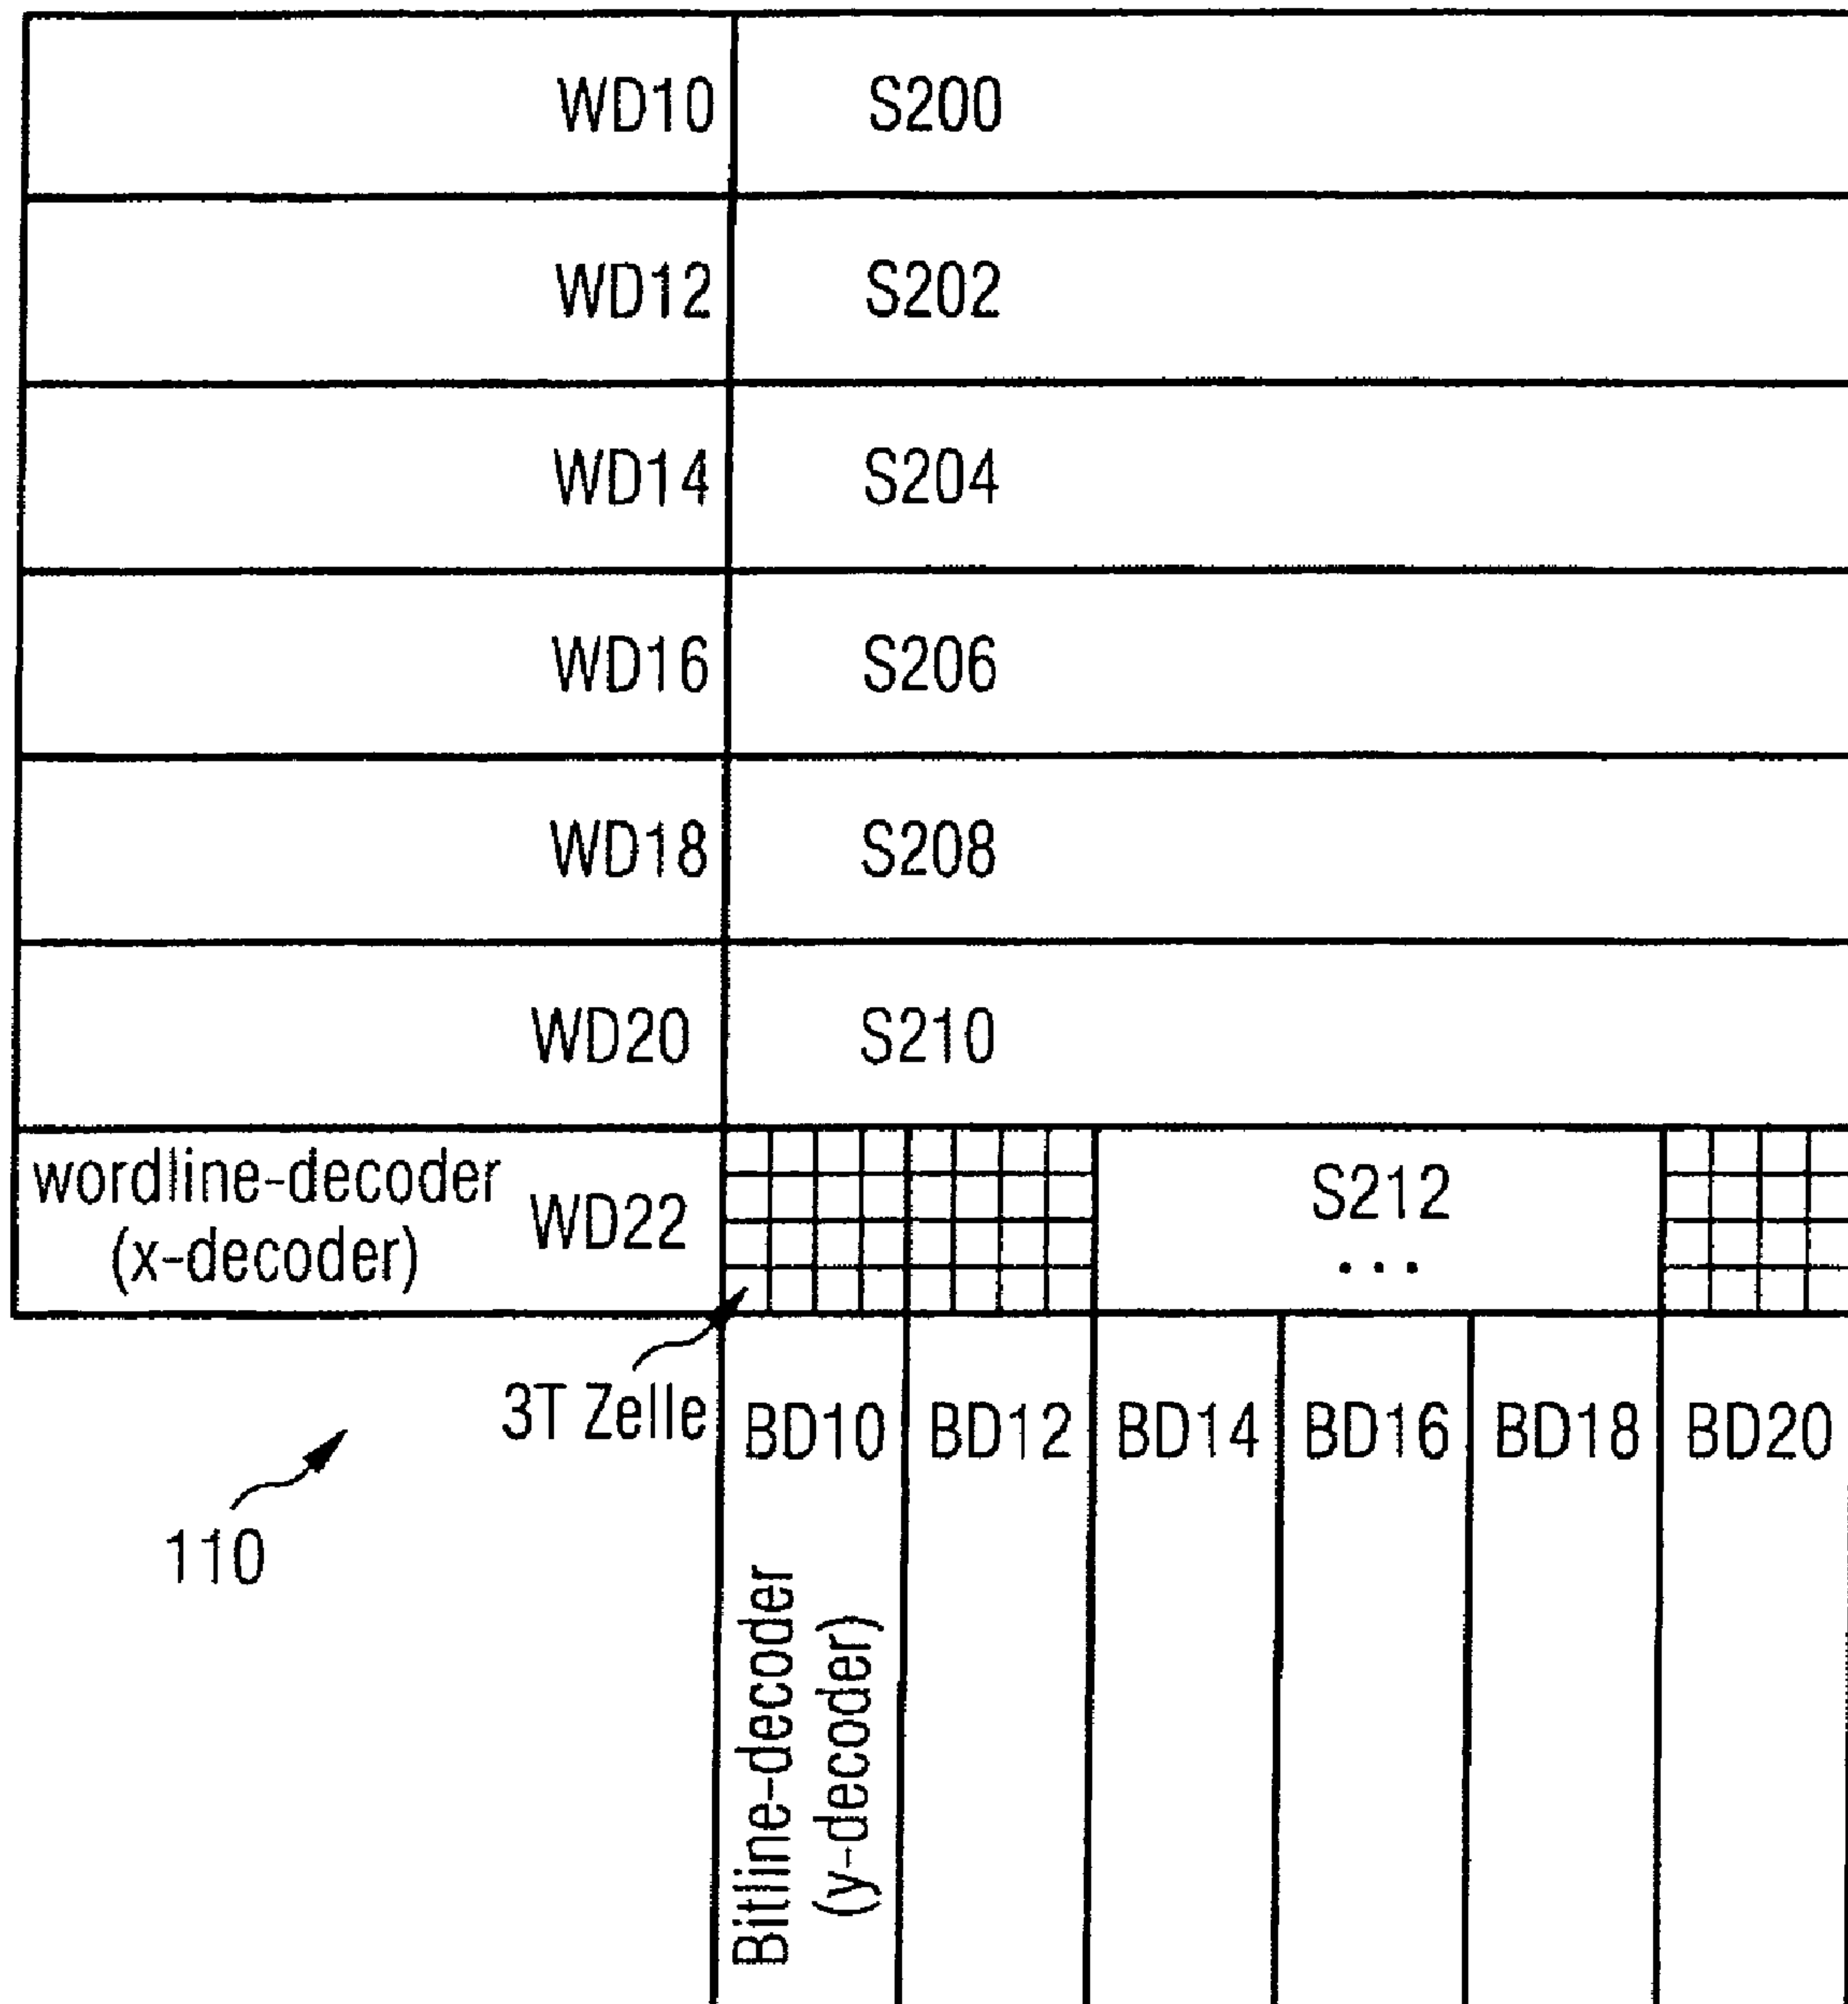 WD10 S200
WD12 S202
WD14 S204
WD16 S206
WD18 S208
WD20 S210
wordline-decoder
(x-decoder)
WD22
S212
...
3T Zelle
BD10 BD12 BD14 BD16 BD18 BD20
110
Bitline-decoder
(y-decoder)